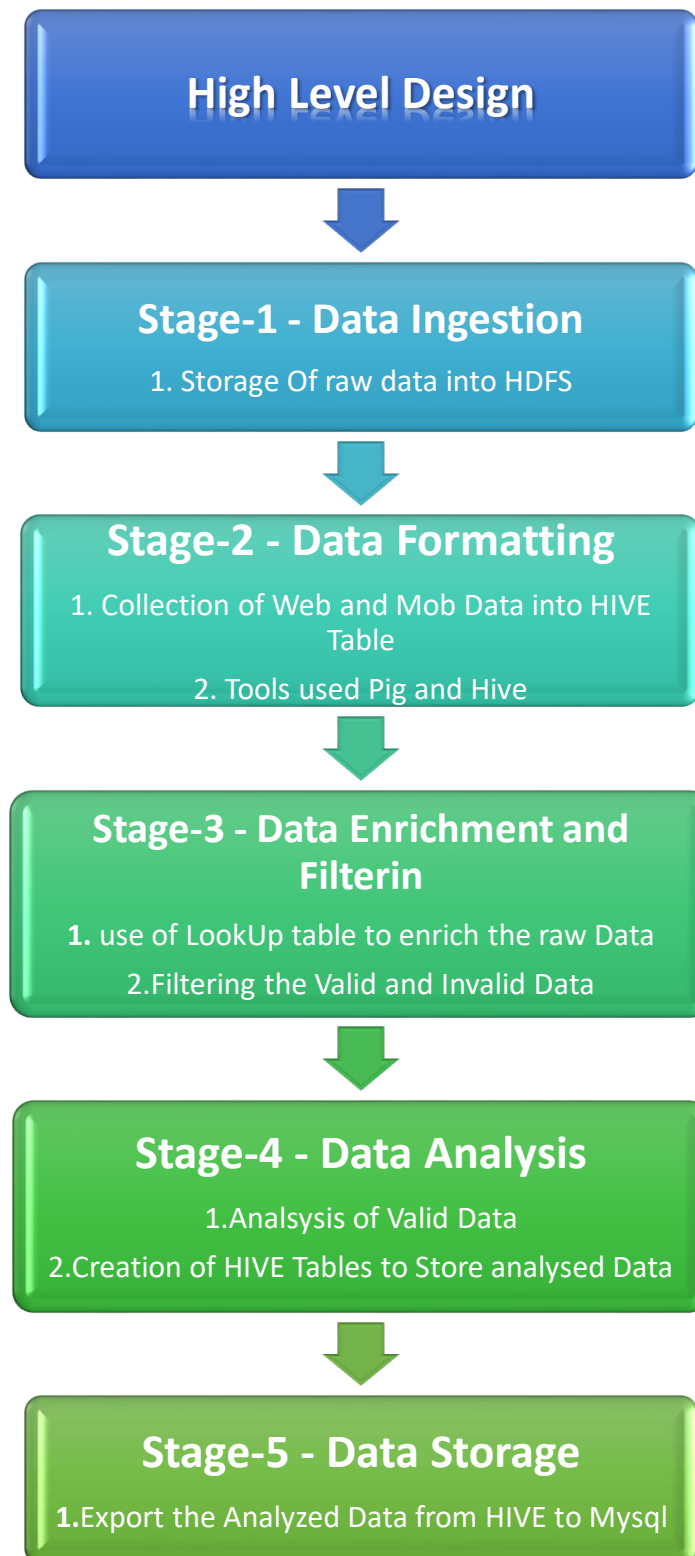 High Level Design
Stage-1 - Data Ingestion
1. Storage Of raw data into HDFS
Stage-2 - Data Formatting
1. Collection of Web and Mob Data into HIVE
Table
2. Tools used Pig and Hive
Stage-3 - Data Enrichment and
Filterin
1. use of LookUp table to enrich the raw Data
2.Filtering the Valid and Invalid Data
Stage-4 - Data Analysis
1.Analsysis of Valid Data
2.Creation of HIVE Tables to Store analysed Data
Stage-5 - Data Storage
1.Export the Analyzed Data from HIVE to Mysql